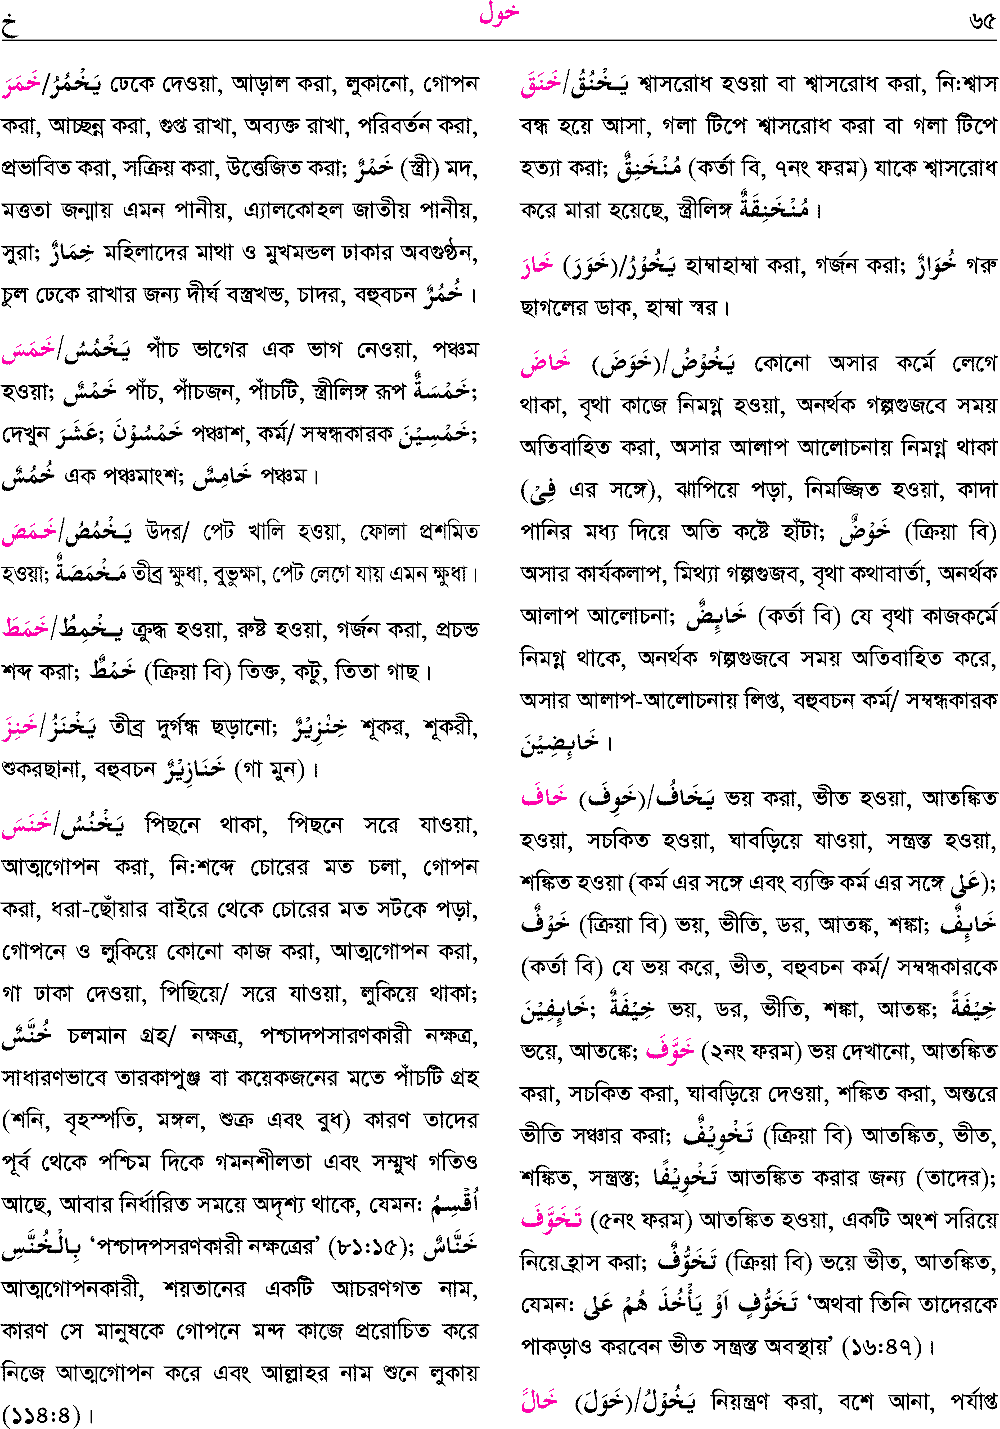 خ خول ৬৫
خَمَرَ/يَخْمُرُ ঢেকে দেওয়া, আড়াল করা, লুকানো, গোপন
করা, আচ্ছন্ন করা, গুপ্ত রাখা, অব্যক্ত রাখা, পরিবর্তন করা,
প্রভাবিত করা, সক্রিয় করা, উত্তেজিত করা; خَمْرٌ (স্ত্রী) মদ,
মত্ততা জন্মায় এমন পানীয়, এ্যালকোহল জাতীয় পানীয়,
সুরা; خِمَارٌ মহিলাদের মাথা ও মুখমন্ডল ঢাকার অবগুণ্ঠন,
চুল ঢেকে রাখার জন্য দীর্ঘ বস্ত্রখন্ড, চাদর, বহুবচন خُمُرٌ ।
خَمَسَ/يَخْمُسُ পাঁচ ভাগের এক ভাগ নেওয়া, পঞ্চম
হওয়া; خَمْسٌ পাঁচ, পাঁচজন, পাঁচটি, স্ত্রীলিঙ্গ রূপ خَمْسَةٌ;
দেখুন عَشَرَ; خَمْسُوْنَ পঞ্চাশ, কর্ম/ সম্বন্ধকারক خَمْسِيْنَ;
خُمُسٌ এক পঞ্চমাংশ; خَامِسٌ পঞ্চম।
خَمَصَ/يَخْمُصُ উদর/ পেট খালি হওয়া, ফোলা প্রশমিত
হওয়া; مَخْمَصَةٌ তীব্র ক্ষুধা, বুভুক্ষা, পেট লেগে যায় এমন ক্ষুধা।
خَمَطَ/يَخْمِطُ ক্রুদ্ধ হওয়া, রুষ্ট হওয়া, গর্জন করা, প্রচন্ড
শব্দ করা; خَمْطٌ (ক্রিয়া বি) তিক্ত, কটু, তিতা গাছ।
خَنِزَ/يَخْنَزُ তীব্র দুর্গন্ধ ছড়ানো; خِنْزِيْرٌ শূকর, শূকরী,
শুকরছানা, বহুবচন خَنَازِيْرٌ (গা মুন)।
خَنَسَ/يَخْنُسُ পিছনে থাকা, পিছনে সরে যাওয়া,
আত্মগোপন করা, নি:শব্দে চোরের মত চলা, গোপন
করা, ধরা-ছোঁয়ার বাইরে থেকে চোরের মত সটকে পড়া,
গোপনে ও লুকিয়ে কোনো কাজ করা, আত্মগোপন করা,
গা ঢাকা দেওয়া, পিছিয়ে/ সরে যাওয়া, লুকিয়ে থাকা;
خُنَّسٌ চলমান গ্রহ/ নক্ষত্র, পশ্চাদপসারণকারী নক্ষত্র,
সাধারণভাবে তারকাপুঞ্জ বা কয়েকজনের মতে পাঁচটি গ্রহ
(শনি, বৃহস্পতি, মঙ্গল, শুক্র এবং বুধ) কারণ তাদের
পূর্ব থেকে পশ্চিম দিকে গমনশীলতা এবং সম্মুখ গতিও
আছে, আবার নির্ধারিত সময়ে অদৃশ্য থাকে, যেমন: أُقْسِمُ
بِالْخُنَّسِ ‘পশ্চাদপসরণকারী নক্ষত্রের’ (৮১:১৫); خَنَّاسٌ
আত্মগোপনকারী, শয়তানের একটি আচরণগত নাম,
কারণ সে মানুষকে গোপনে মন্দ কাজে প্ররোচিত করে
নিজে আত্মগোপন করে এবং আল্লাহর নাম শুনে লুকায়
(১১৪:৪)।
خَنَقَ/يَخْنُقُ শ্বাসরোধ হওয়া বা শ্বাসরোধ করা, নি:শ্বাস
বন্ধ হয়ে আসা, গলা টিপে শ্বাসরোধ করা বা গলা টিপে
হত্যা করা; مُنْخَنِقٌ (কর্তা বি, ৭নং ফরম) যাকে শ্বাসরোধ
করে মারা হয়েছে, স্ত্রীলিঙ্গ مُنْخَنِقَةٌ ।
خَارَ (خَوَرَ)/يَخُوْرُ হাম্বাহাম্বা করা, গর্জন করা; خُوَارٌ গরু
ছাগলের ডাক, হাম্বা স্বর।
خَاضَ (خَوَضَ)/يَخُوْضُ কোনো অসার কর্মে লেগে
থাকা, বৃথা কাজে নিমগ্ন হওয়া, অনর্থক গল্পগুজবে সময়
অতিবাহিত করা, অসার আলাপ আলোচনায় নিমগ্ন থাকা
(فِيْ এর সঙ্গে), ঝাপিয়ে পড়া, নিমজ্জিত হওয়া, কাদা
পানির মধ্য দিয়ে অতি কষ্টে হাঁটা; خَوْضٌ (ক্রিয়া বি)
অসার কার্যকলাপ, মিথ্যা গল্পগুজব, বৃথা কথাবার্তা, অনর্থক
আলাপ আলোচনা; خَايِضٌ (কর্তা বি) যে বৃথা কাজকর্মে
নিমগ্ন থাকে, অনর্থক গল্পগুজবে সময় অতিবাহিত করে,
অসার আলাপ-আলোচনায় লিপ্ত, বহুবচন কর্ম/ সম্বন্ধকারক
خَايِضِيْنَ ।
خَافَ (خَوِفَ)/يَخَافُ ভয় করা, ভীত হওয়া, আতঙ্কিত
হওয়া, সচকিত হওয়া, ঘাবড়িয়ে যাওয়া, সন্ত্রস্ত হওয়া,
শঙ্কিত হওয়া (কর্ম এর সঙ্গে এবং ব্যক্তি কর্ম এর সঙ্গে عَلَى);
خَوْفٌ (ক্রিয়া বি) ভয়, ভীতি, ডর, আতঙ্ক, শঙ্কা; خَايِفٌ
(কর্তা বি) যে ভয় করে, ভীত, বহুবচন কর্ম/ সম্বন্ধকারকে
خَايِفِيْنَ; خِيْفَةٌ ভয়, ডর, ভীতি, শঙ্কা, আতঙ্ক; خِيْفَةً
ভয়ে, আতঙ্কে; خَوَّفَ (২নং ফরম) ভয় দেখানো, আতঙ্কিত
করা, সচকিত করা, ঘাবড়িয়ে দেওয়া, শঙ্কিত করা, অন্তরে
ভীতি সঞ্চার করা; تَخْوِيْفٌ (ক্রিয়া বি) আতঙ্কিত, ভীত,
শঙ্কিত, সন্ত্রস্ত; تَخْوِيْفًا আতঙ্কিত করার জন্য (তাদের);
تَخَوَّفَ (৫নং ফরম) আতঙ্কিত হওয়া, একটি অংশ সরিয়ে
নিয়ে হ্রাস করা; تَخَوُّفٌ (ক্রিয়া বি) ভয়ে ভীত, আতঙ্কিত,
যেমন: تَخَوُّفٍ اَوْ يَأْخُذَ هُمْ عَلَى ‘অথবা তিনি তাদেরকে
পাকড়াও করবেন ভীত সন্ত্রস্ত অবস্থায়’ (১৬:৪৭)।
خَالَ (خَوَلَ)/يَخُوْلُ নিয়ন্ত্রণ করা, বশে আনা, পর্যাপ্ত